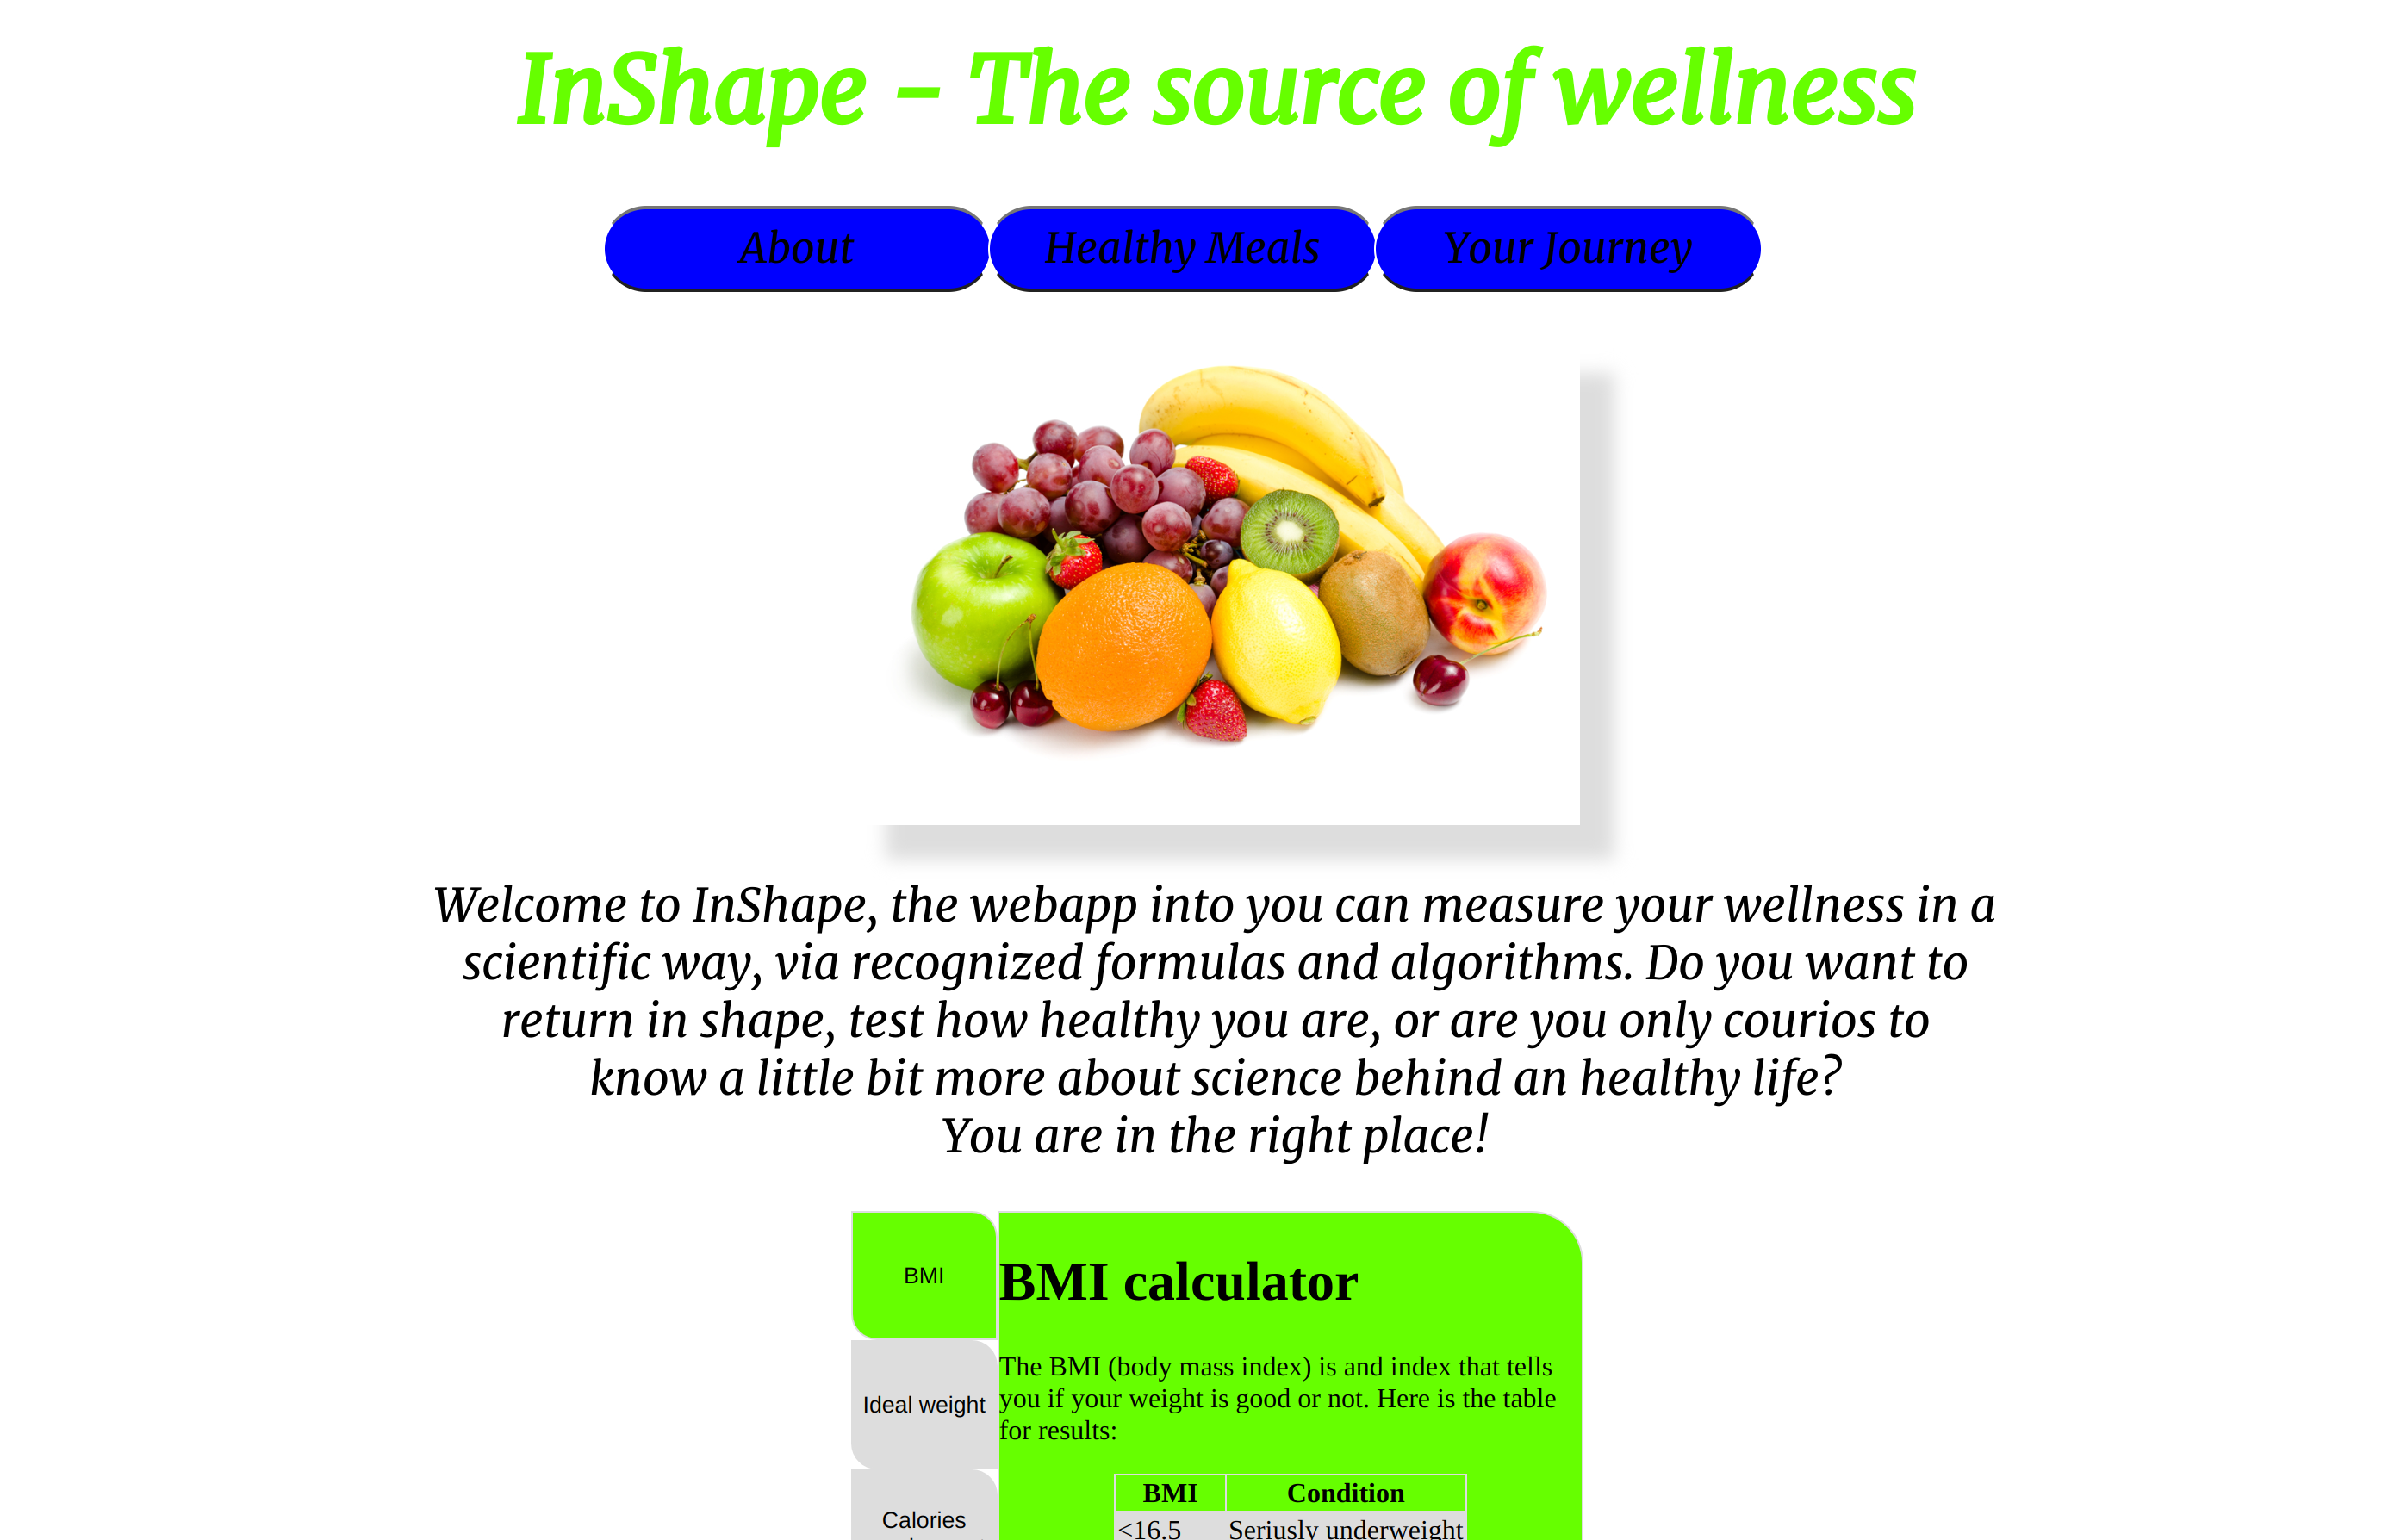 InShape – The source of wellness
About
Healthy Meals
Your Journey
Welcome to InShape, the webapp into you can measure your wellness in a
scientific way, via recognized formulas and algorithms. Do you want to
return in shape, test how healthy you are, or are you only courios to
know a little bit more about science behind an healthy life?
You are in the right place!
BMI
Ideal weight
Calories
BMI calculator
The BMI (body mass index) is and index that tells
you if your weight is good or not. Here is the table
for results:
BMI Condition
<16.5 Seriusly underweight